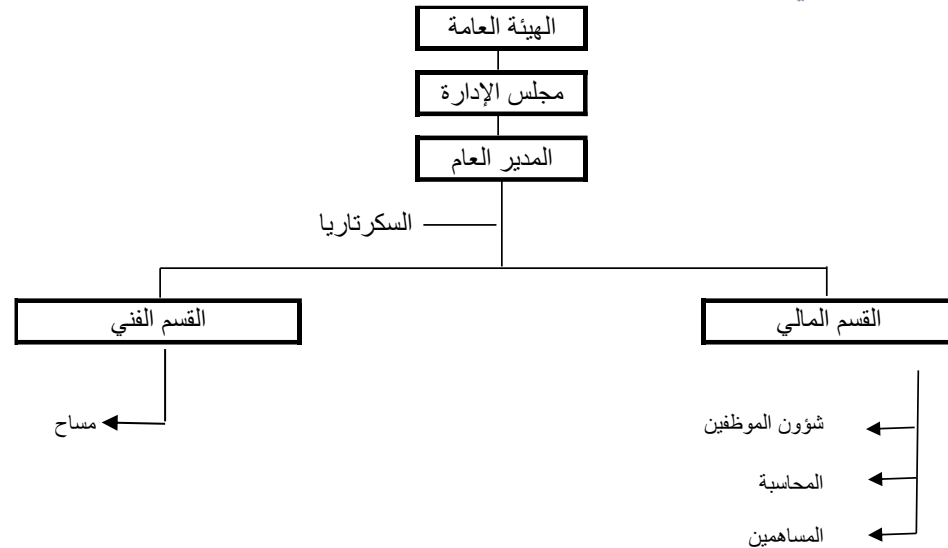 الهيئة العامة
مجلس الإدارة
المدير العام
السكرتاريا
القسم المالي
القسم الفني
شؤون الموظفين
المحاسبة
المساهمين
مساح